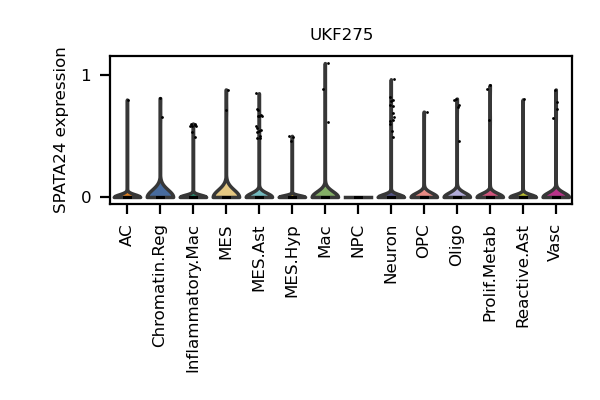 UKF275
SPATA24 expression
1
0
AC
Chromatin.Reg
Inflammatory.Mac
MES
MES.Ast
MES.Hyp
Mac
NPC
Neuron
OPC
Oligo
Prolif.Metab
Reactive.Ast
Vasc